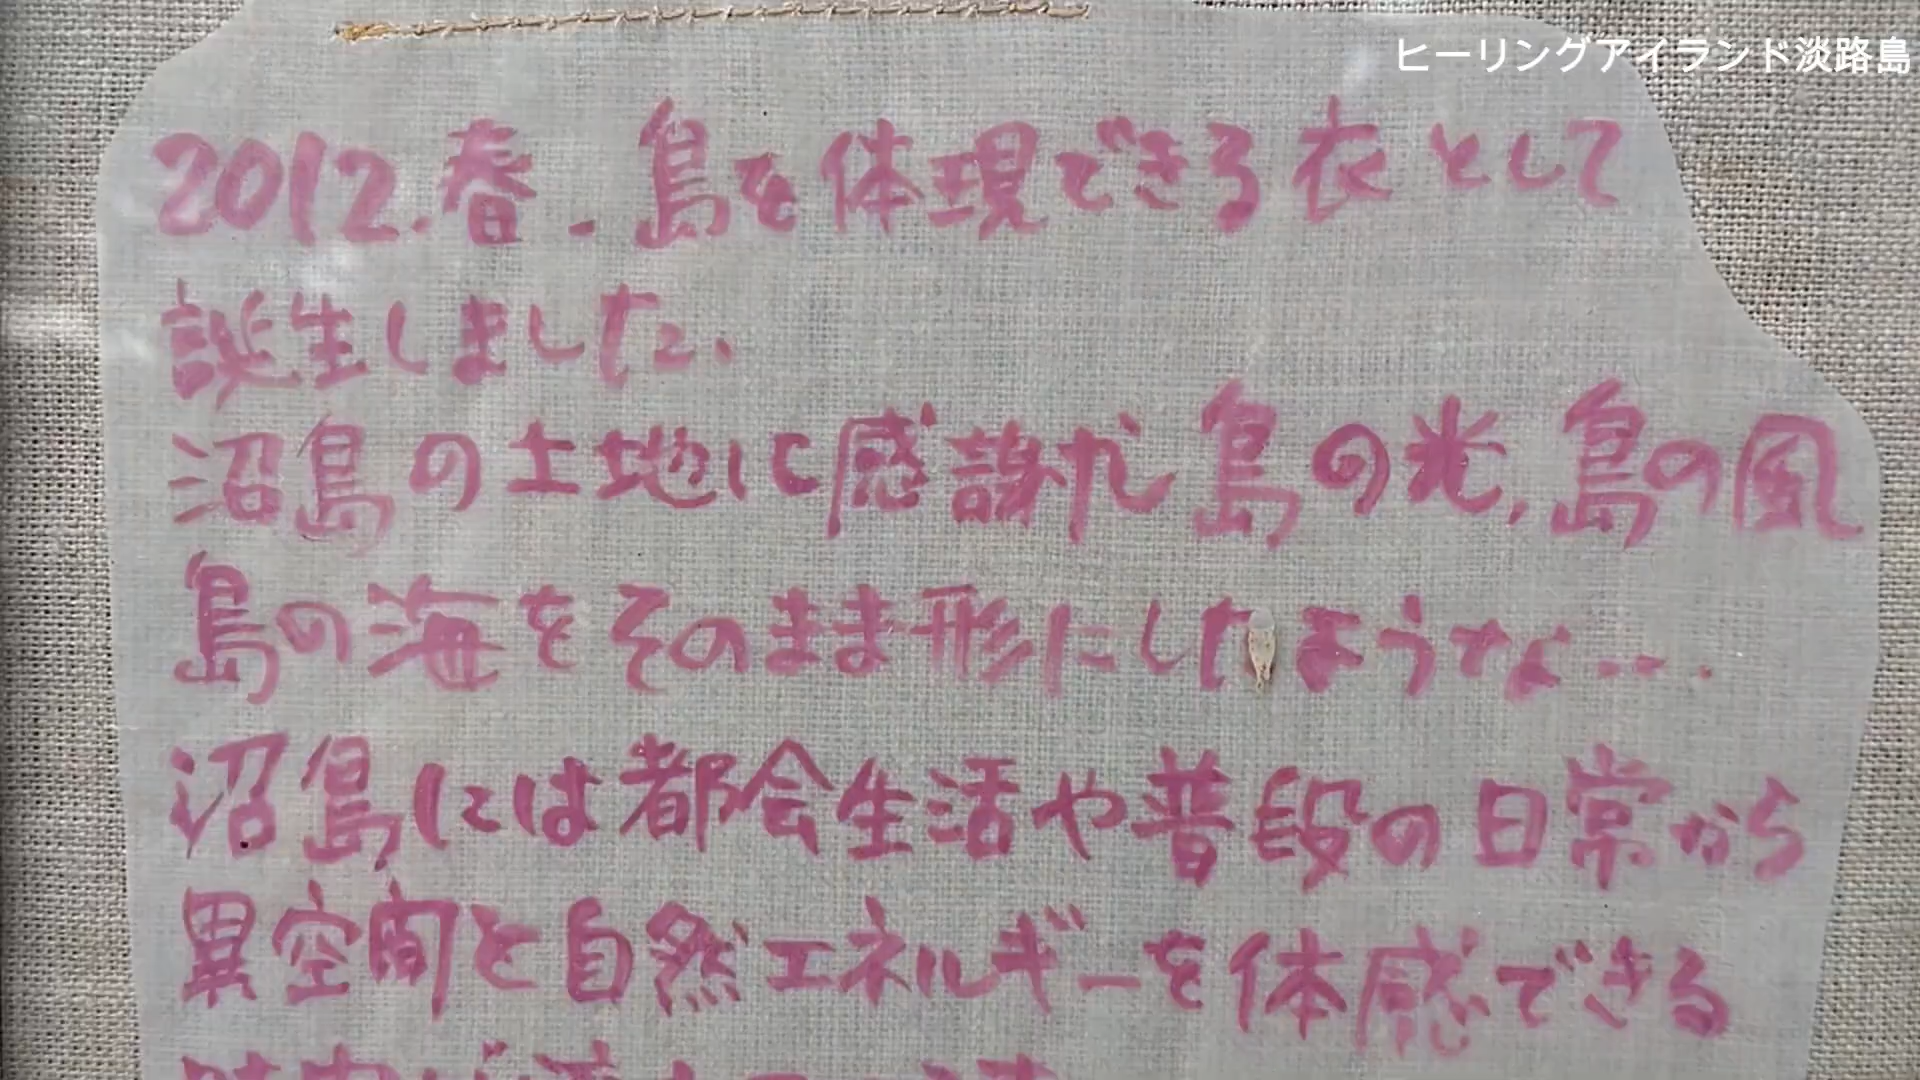 ヒーリングアイランド淡路島
2012.春.島を体現できる衣として
誕生しました.
沼島の土地に感謝だ島の光,島の風
島の海をそのまま形にしたような...
沼島には都会生活や普段の日常から
異空間と自然エネルギーを体感できる